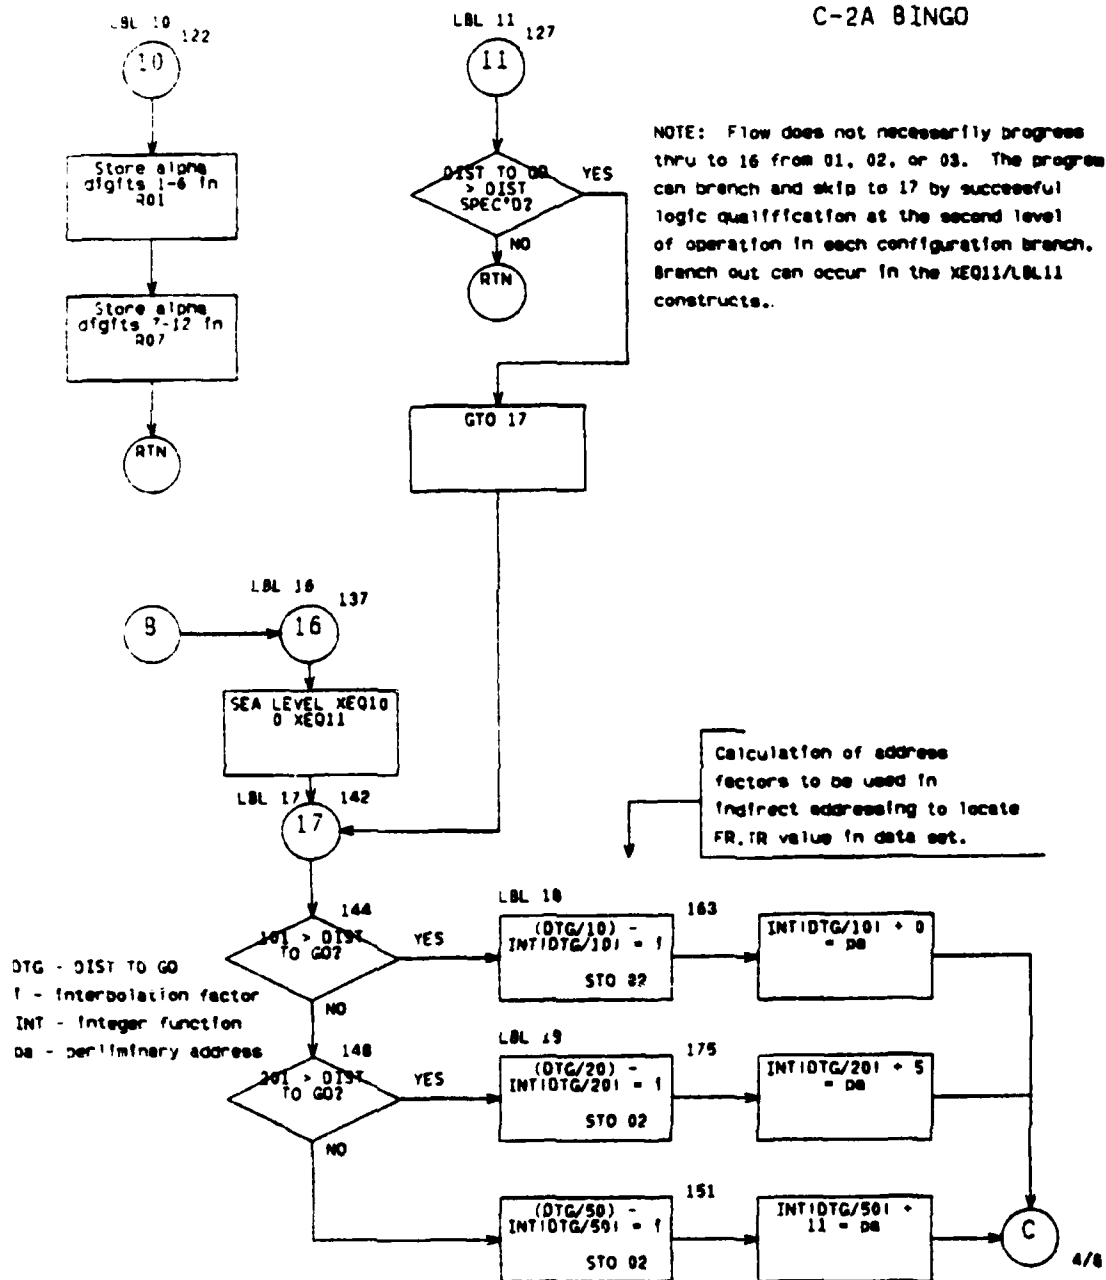 C-2A BINGO
LBL 10
122
10
Store alpha
digits 1-6 in
R01
Store alpha
digits 7-12 in
R07
RTN
LBL 11
127
11
DIST TO GO
> DIST
SPEC'D?
YES
NO
RTN
GTO 17
NOTE: Flow does not necessarily progress
thru to 16 from 01, 02, or 03. The program
can branch and skip to 17 by successful
logic qualification at the second level
of operation in each configuration branch.
Branch out can occur in the XEQ11/LBL11
constructs.
B
LBL 16
137
16
SEA LEVEL XEQ10
0 XEQ11
LBL 17
142
17
Calculation of address
factors to be used in
indirect addressing to locate
FR,TR value in data set.
144
101 > DIST
TO GO?
YES
NO
LBL 18
(DTG/10) -
INT(DTG/10) = f
STO 02
163
INT(DTG/10) + 0
= pa
DTG - DIST TO GO
f - interpolation factor
INT - integer function
pa - perliminary address
148
201 > DIST
TO GO?
YES
NO
LBL 19
(DTG/20) -
INT(DTG/20) = f
STO 02
175
INT(DTG/20) + 5
= pa
(DTG/50) -
INT(DTG/50) = f
STO 02
151
INT(DTG/50) +
11 = pa
C
4/6